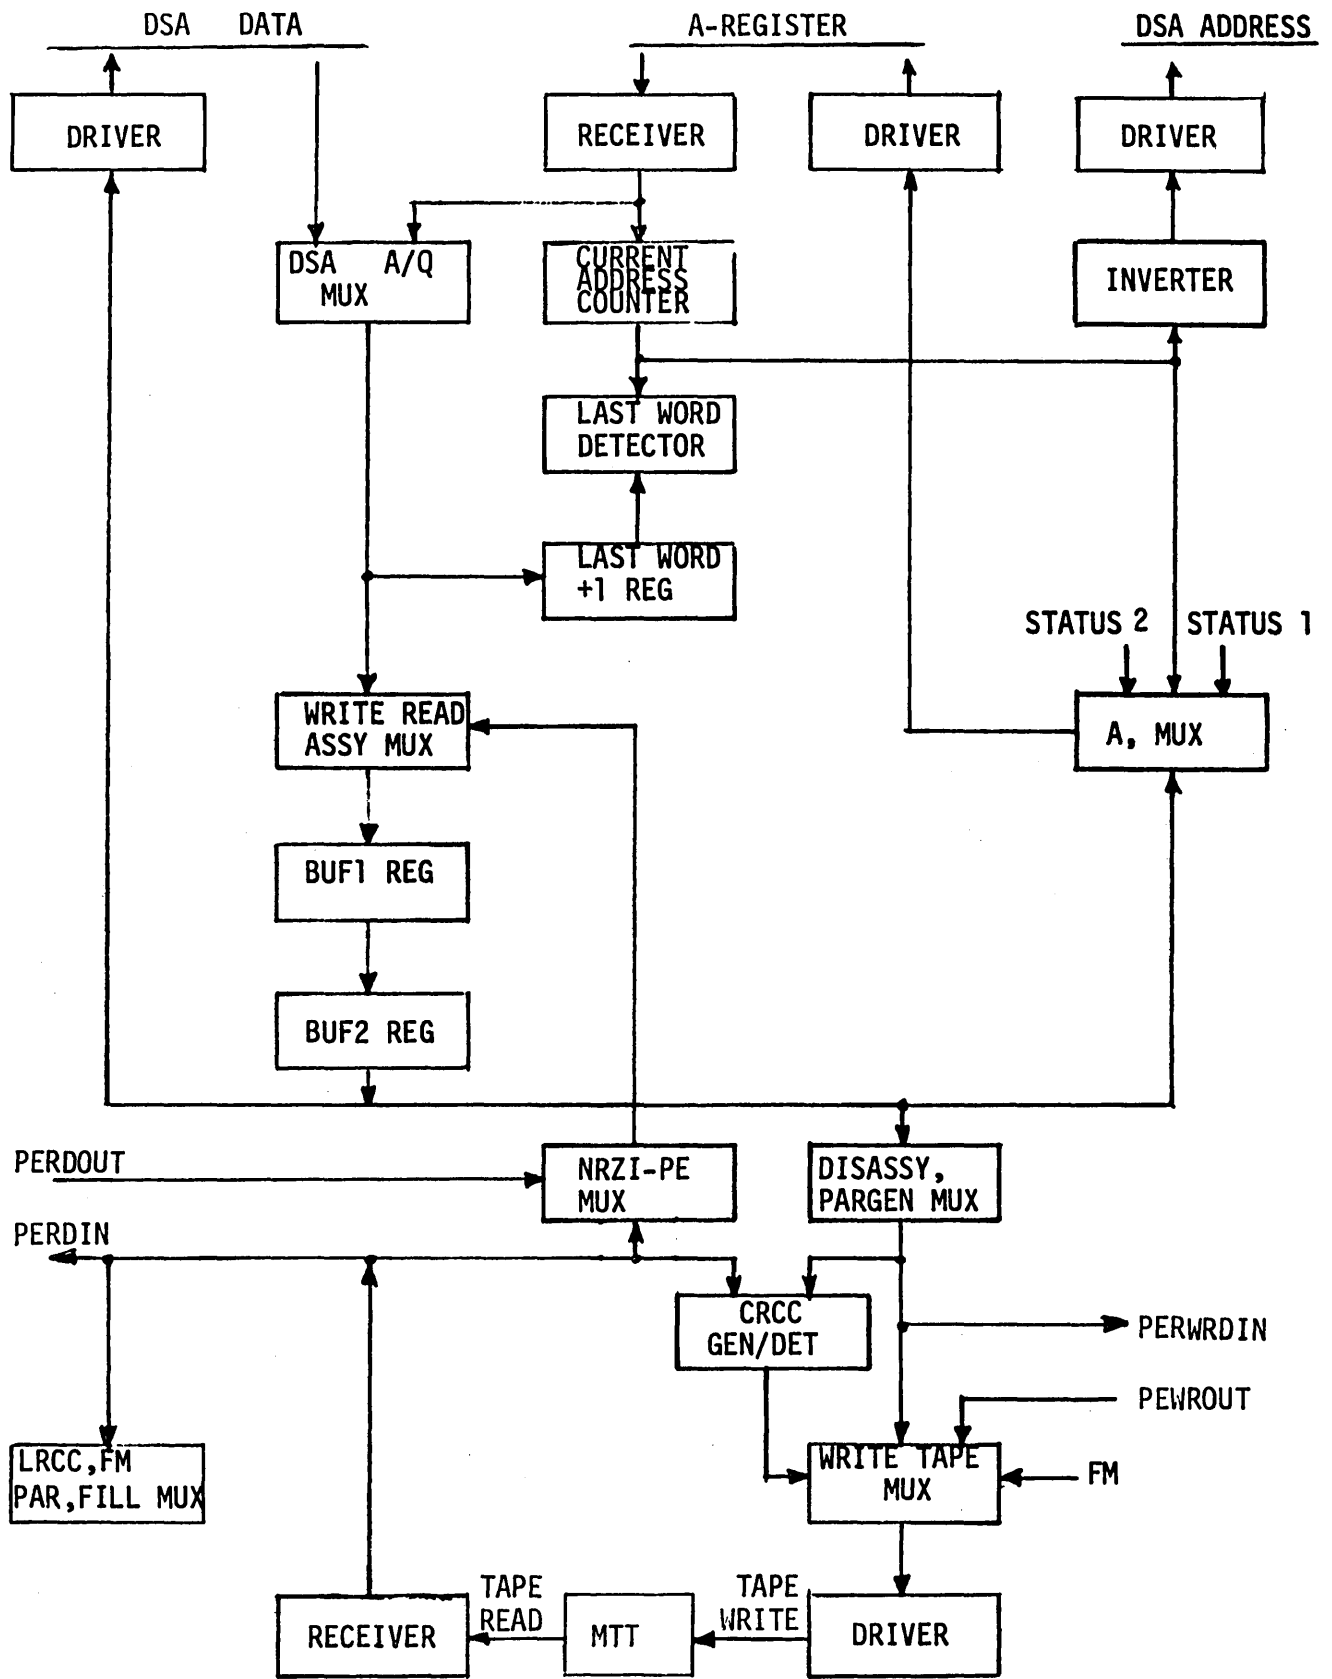 DSA DATA
A-REGISTER
DSA ADDRESS
DRIVER
RECEIVER
DRIVER
DRIVER
DSA A/Q
MUX
CURRENT
ADDRESS
COUNTER
INVERTER
LAST WORD
DETECTOR
LAST WORD
+1 REG
STATUS 2
STATUS 1
WRITE READ
ASSY MUX
A, MUX
BUF1 REG
BUF2 REG
PERDOUT
NRZI-PE
MUX
DISASSY,
PARGEN MUX
PERDIN
CRCC
GEN/DET
PERWRDIN
PEWROUT
LRCC,FM
PAR,FILL MUX
WRITE TAPE
MUX
FM
RECEIVER
TAPE
READ
MTT
TAPE
WRITE
DRIVER